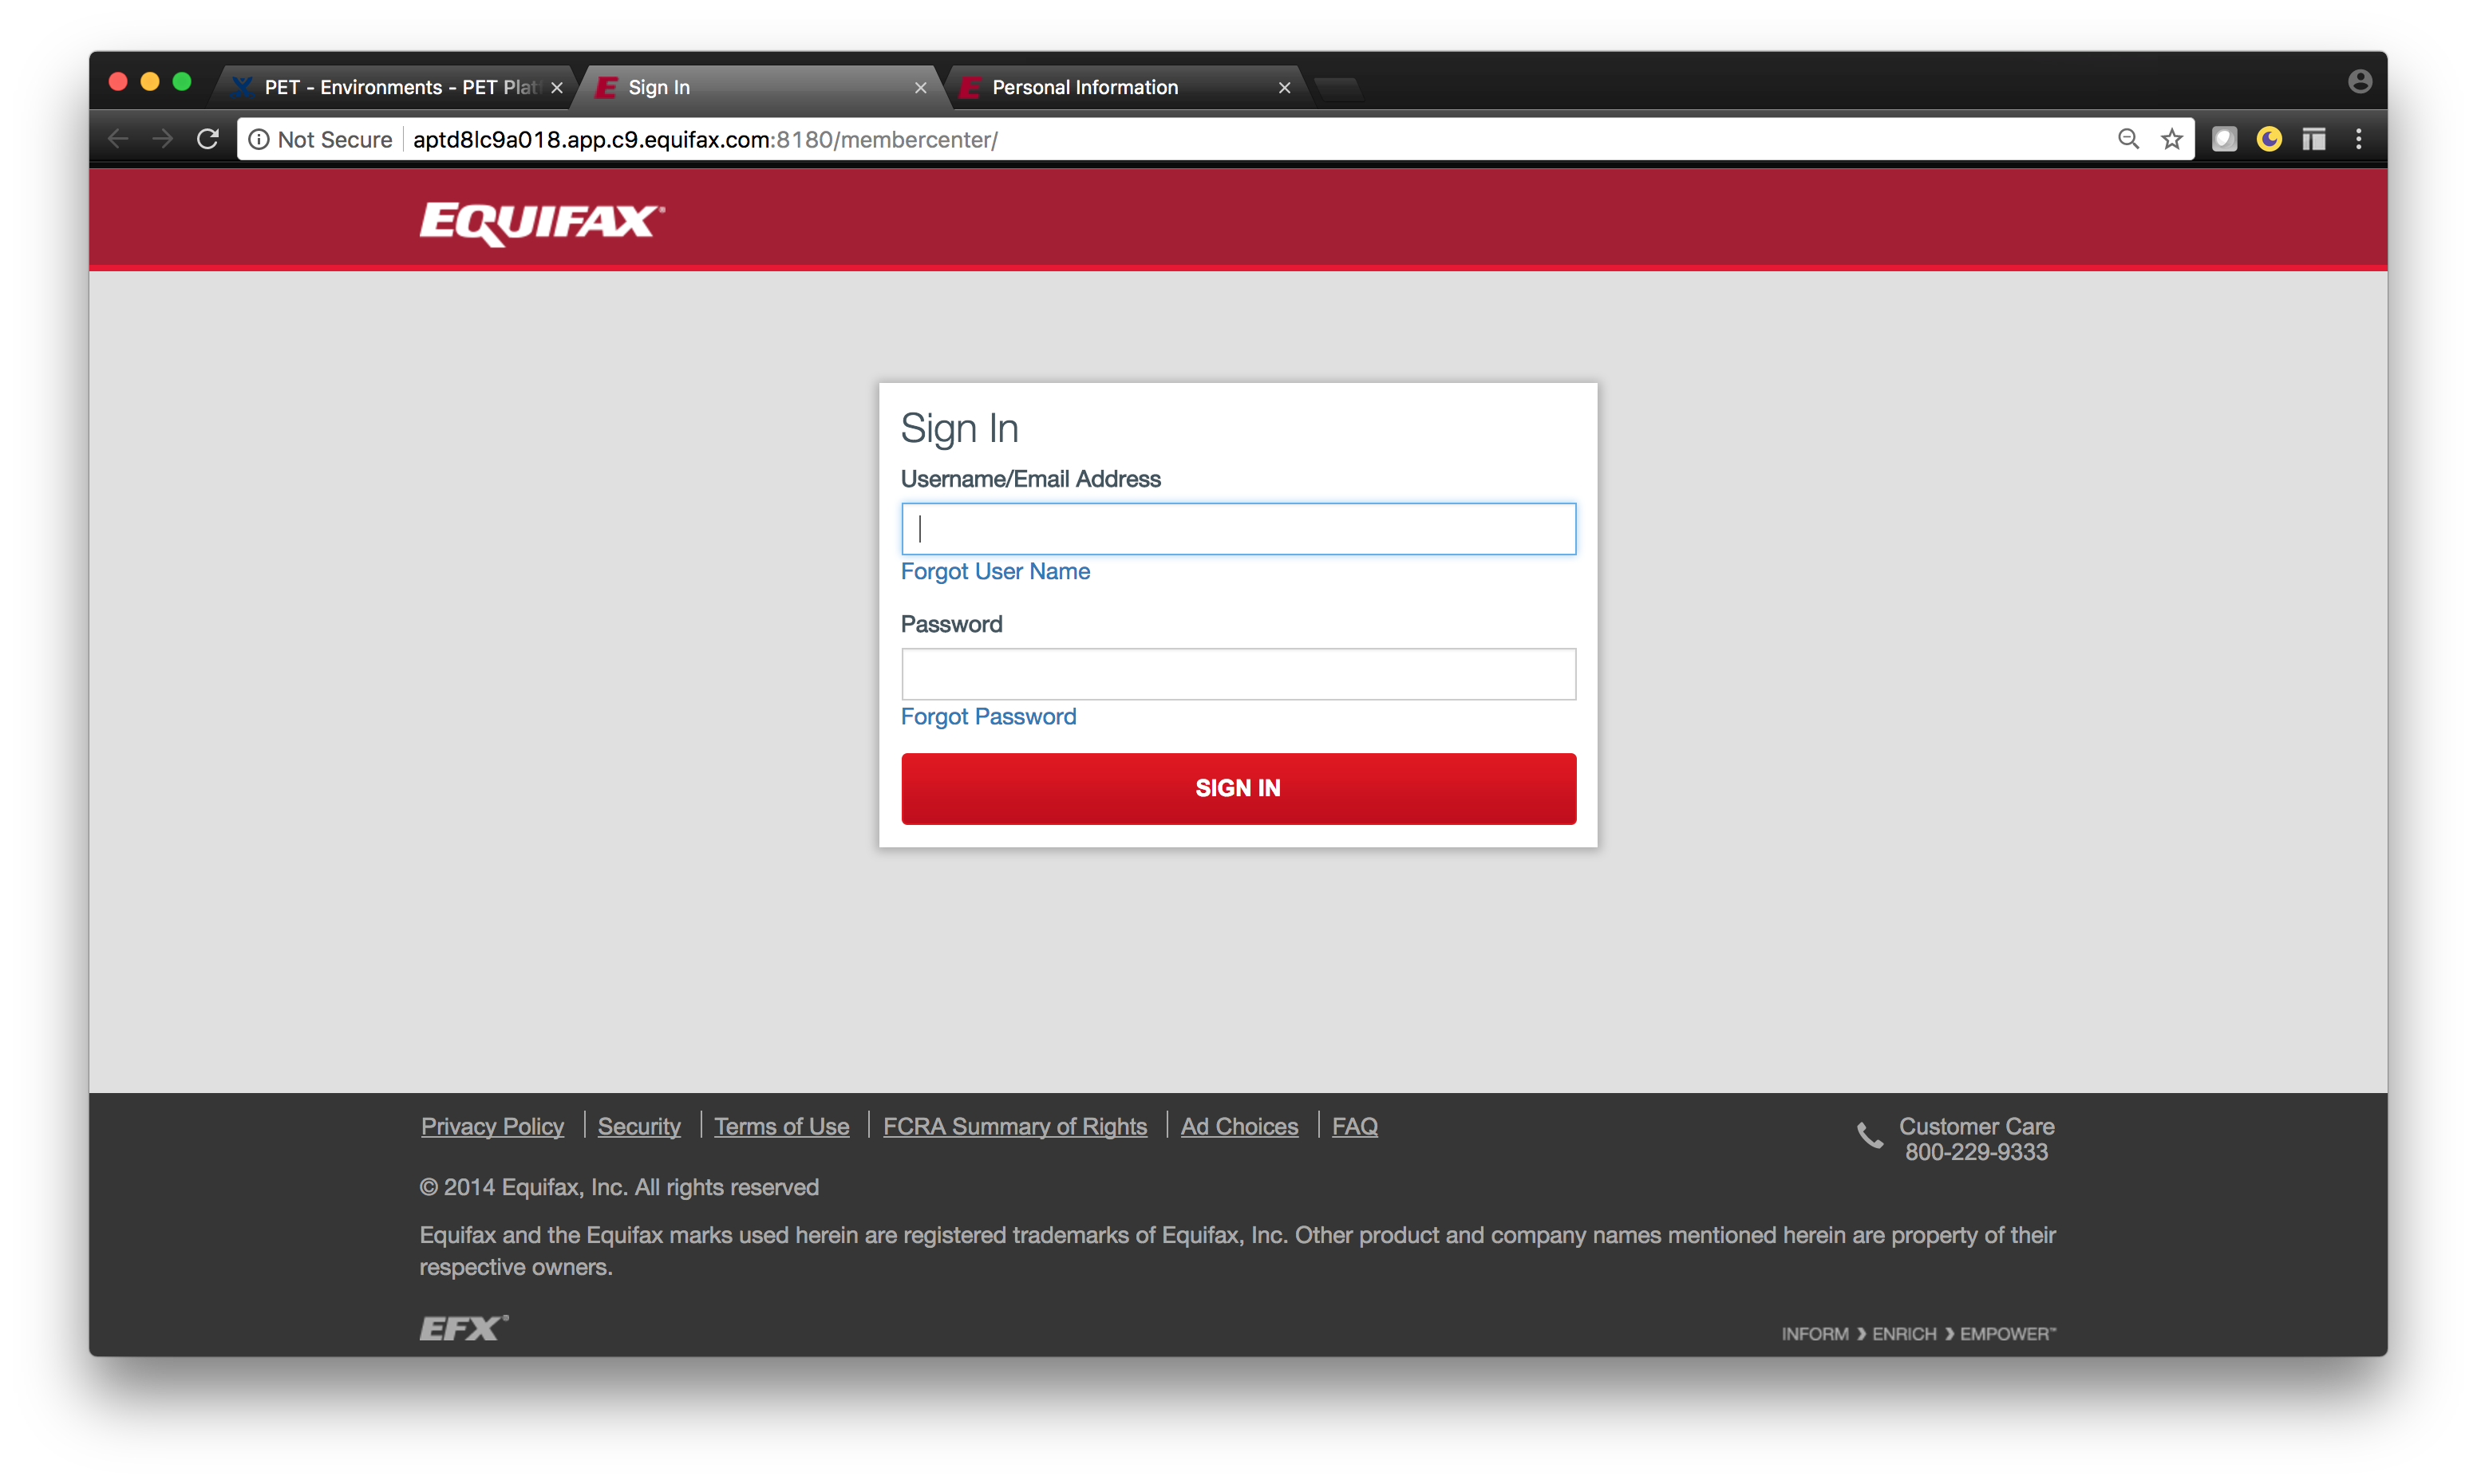 PET - Environments - PET Plat
Sign In
Personal Information
Not Secure aptd8lc9a018.app.c9.equifax.com:8180/membercenter/
EQUIFAX®
Sign In
Username/Email Address
Forgot User Name
Password
Forgot Password
SIGN IN
Privacy Policy | Security | Terms of Use | FCRA Summary of Rights | Ad Choices | FAQ
Customer Care
800-229-9333
© 2014 Equifax, Inc. All rights reserved
Equifax and the Equifax marks used herein are registered trademarks of Equifax, Inc. Other product and company names mentioned herein are property of their
respective owners.
EFX®
INFORM ❯ ENRICH ❯ EMPOWER™